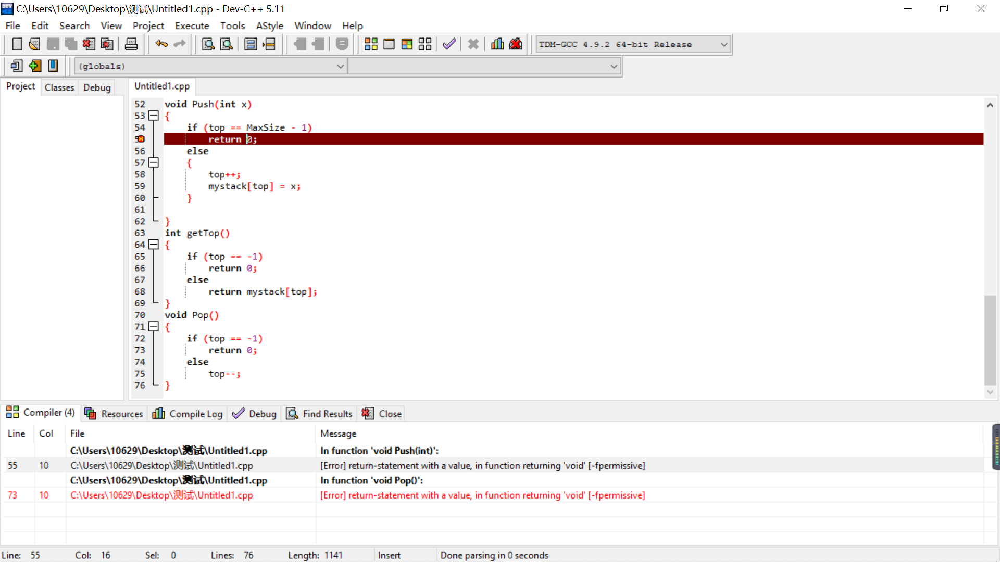 C:\Users\10629\Desktop\测试\Untitled1.cpp - Dev-C++ 5.11
File Edit Search View Project Execute Tools AStyle Window Help
TDM-GCC 4.9.2 64-bit Release
(globals)
Project Classes Debug
Untitled1.cpp
52 void Push(int x)
53 {
54 if (top == MaxSize - 1)
return 0;
56 else
57 {
58 top++;
59 mystack[top] = x;
60 }
61
62 }
63 int getTop()
64 {
65 if (top == -1)
66 return 0;
67 else
68 return mystack[top];
69 }
70 void Pop()
71 {
72 if (top == -1)
73 return 0;
74 else
75 top--;
76 }
Compiler (4) Resources Compile Log Debug Find Results Close
Line Col File Message
C:\Users\10629\Desktop\测试\Untitled1.cpp In function 'void Push(int)':
55 10 C:\Users\10629\Desktop\测试\Untitled1.cpp [Error] return-statement with a value, in function returning 'void' [-fpermissive]
C:\Users\10629\Desktop\测试\Untitled1.cpp In function 'void Pop()':
73 10 C:\Users\10629\Desktop\测试\Untitled1.cpp [Error] return-statement with a value, in function returning 'void' [-fpermissive]
Line: 55 Col: 16 Sel: 0 Lines: 76 Length: 1141 Insert Done parsing in 0 seconds